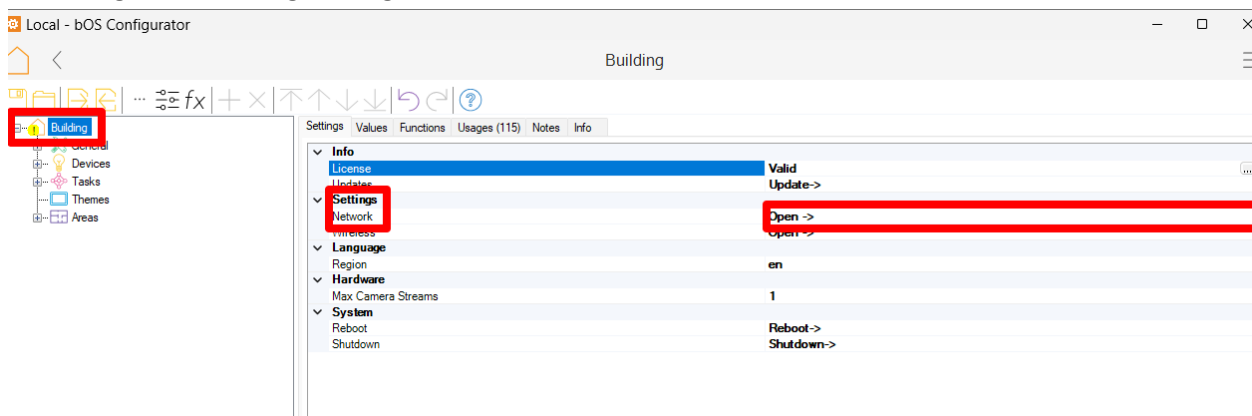 Local - bOS Configurator
Building
fx
Building
General
Devices
Tasks
Themes
Areas
Settings Values Functions Usages (115) Notes Info
Info
License Valid ...
Updates Update->
Settings
Network Open ->
Wireless Open ->
Language
Region en
Hardware
Max Camera Streams 1
System
Reboot Reboot->
Shutdown Shutdown->